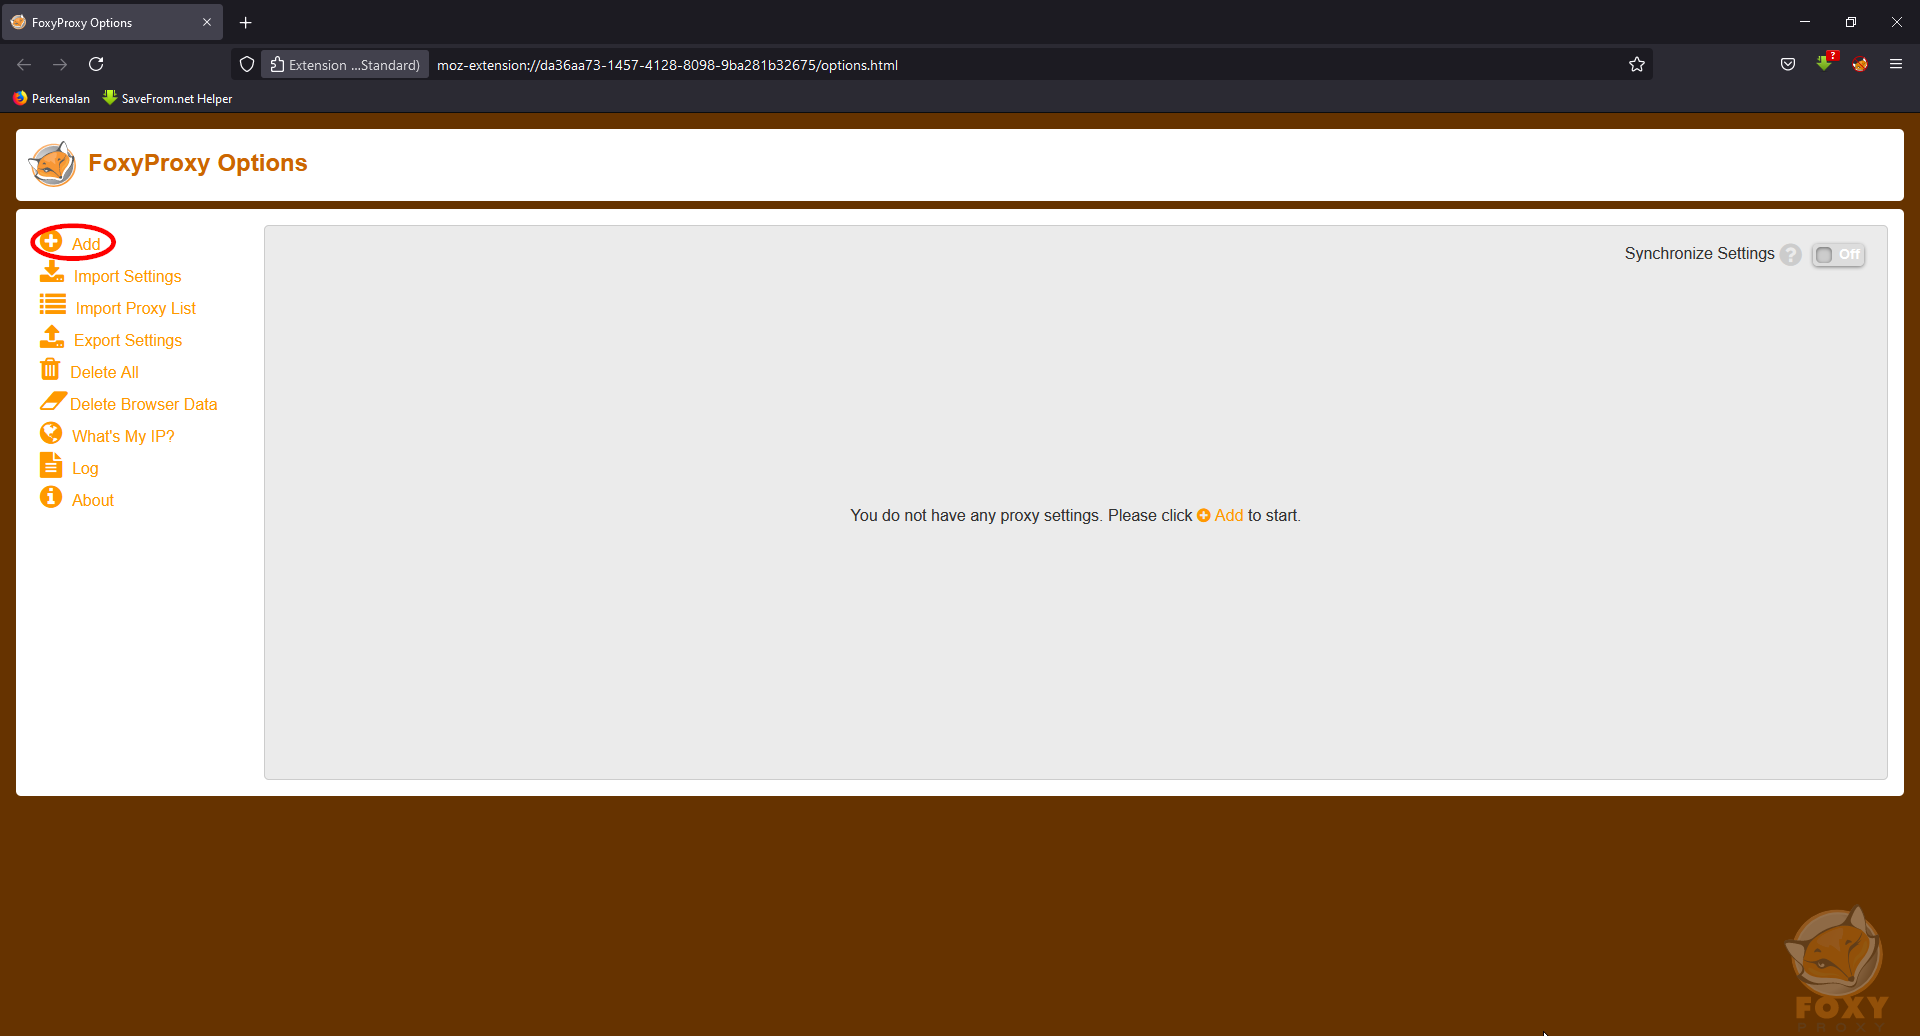 FoxyProxy Options
Extension ...Standard)
moz-extension://da36aa73-1457-4128-8098-9ba281b32675/options.html
?
Perkenalan
SaveFrom.net Helper
FoxyProxy Options
Add
Import Settings
Import Proxy List
Export Settings
Delete All
Delete Browser Data
What's My IP?
Log
About
Synchronize Settings ? Off
You do not have any proxy settings. Please click Add to start.
FOXY
PROXY